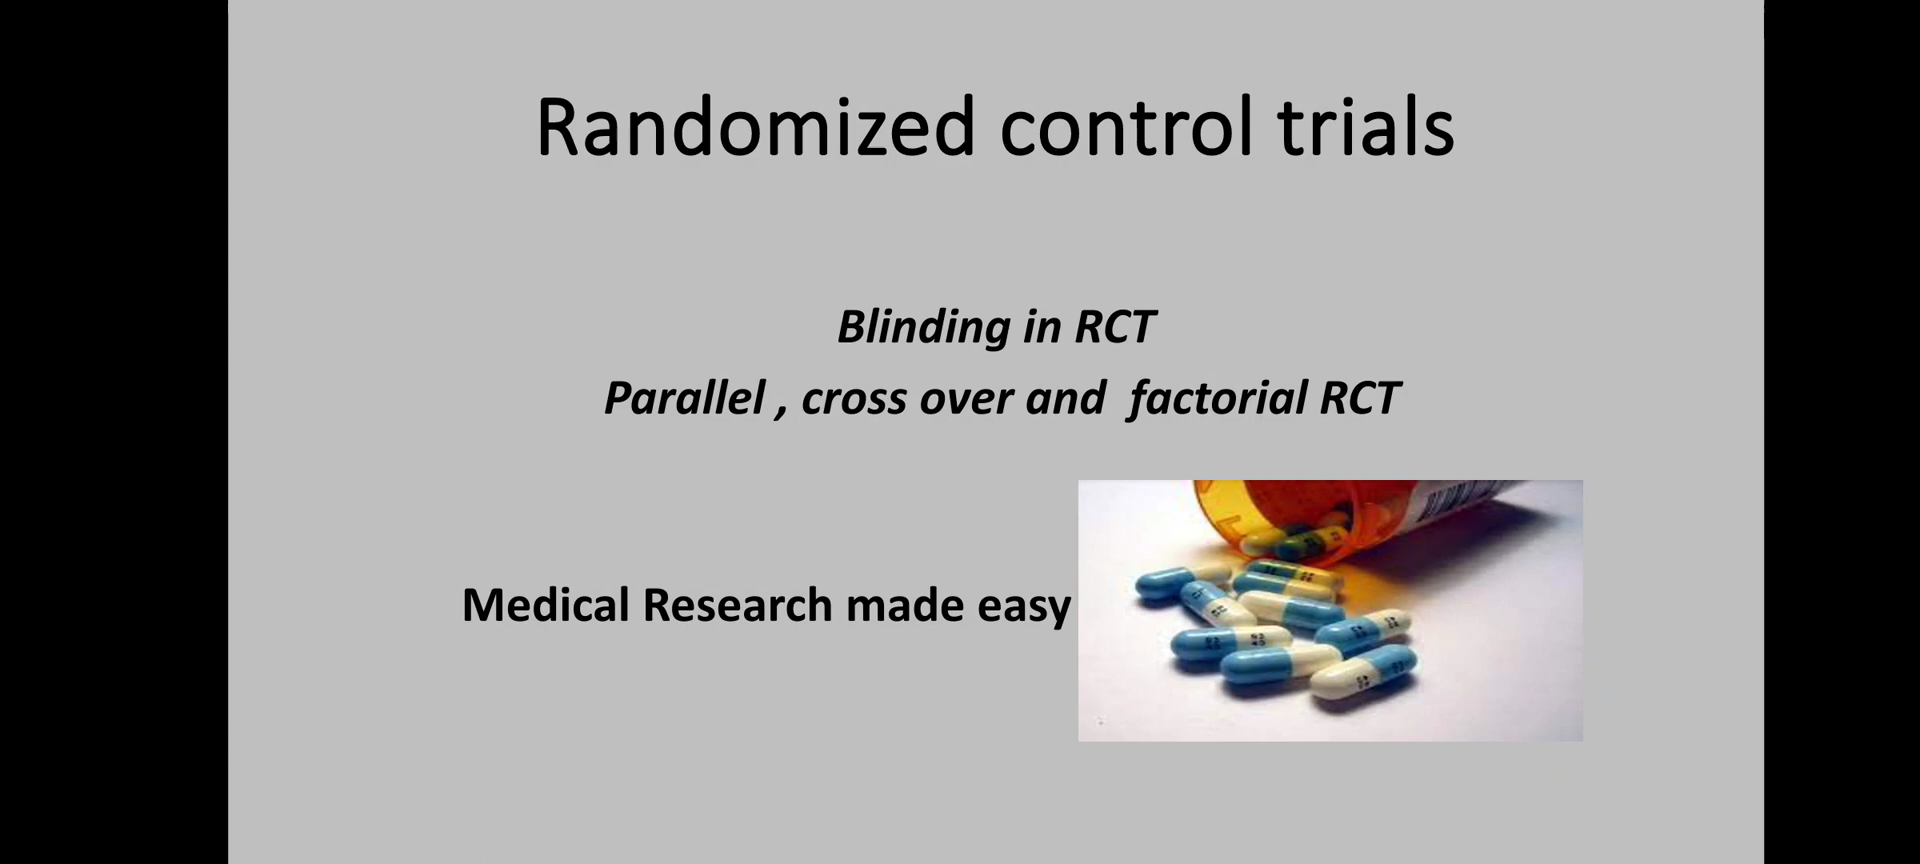 Randomized control trials
Blinding in RCT
Parallel , cross over and  factorial RCT
Medical Research made easy